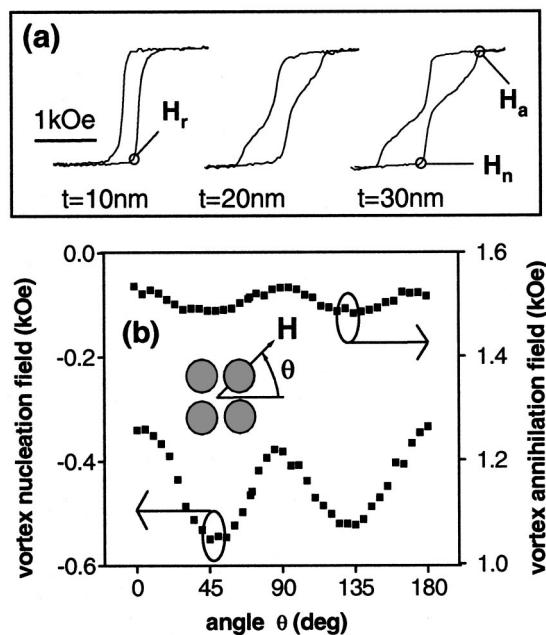 (a)
H_r
1kOe
H_a
H_n
t=10nm t=20nm t=30nm
0.0
-0.2
-0.4
-0.6
vortex nucleation field (kOe)
(b)
H
θ
1.6
1.4
1.2
1.0
vortex annihilation field (kOe)
0 45 90 135 180
angle θ (deg)